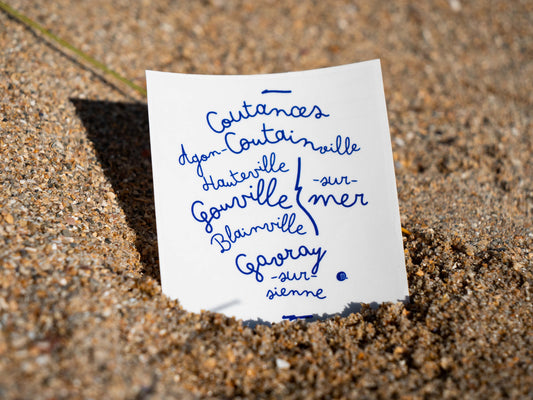 Coutances
Agon-Coutainville
Hauteville
Gouville -sur-mer
Blainville
Gavray
-sur-
sienne